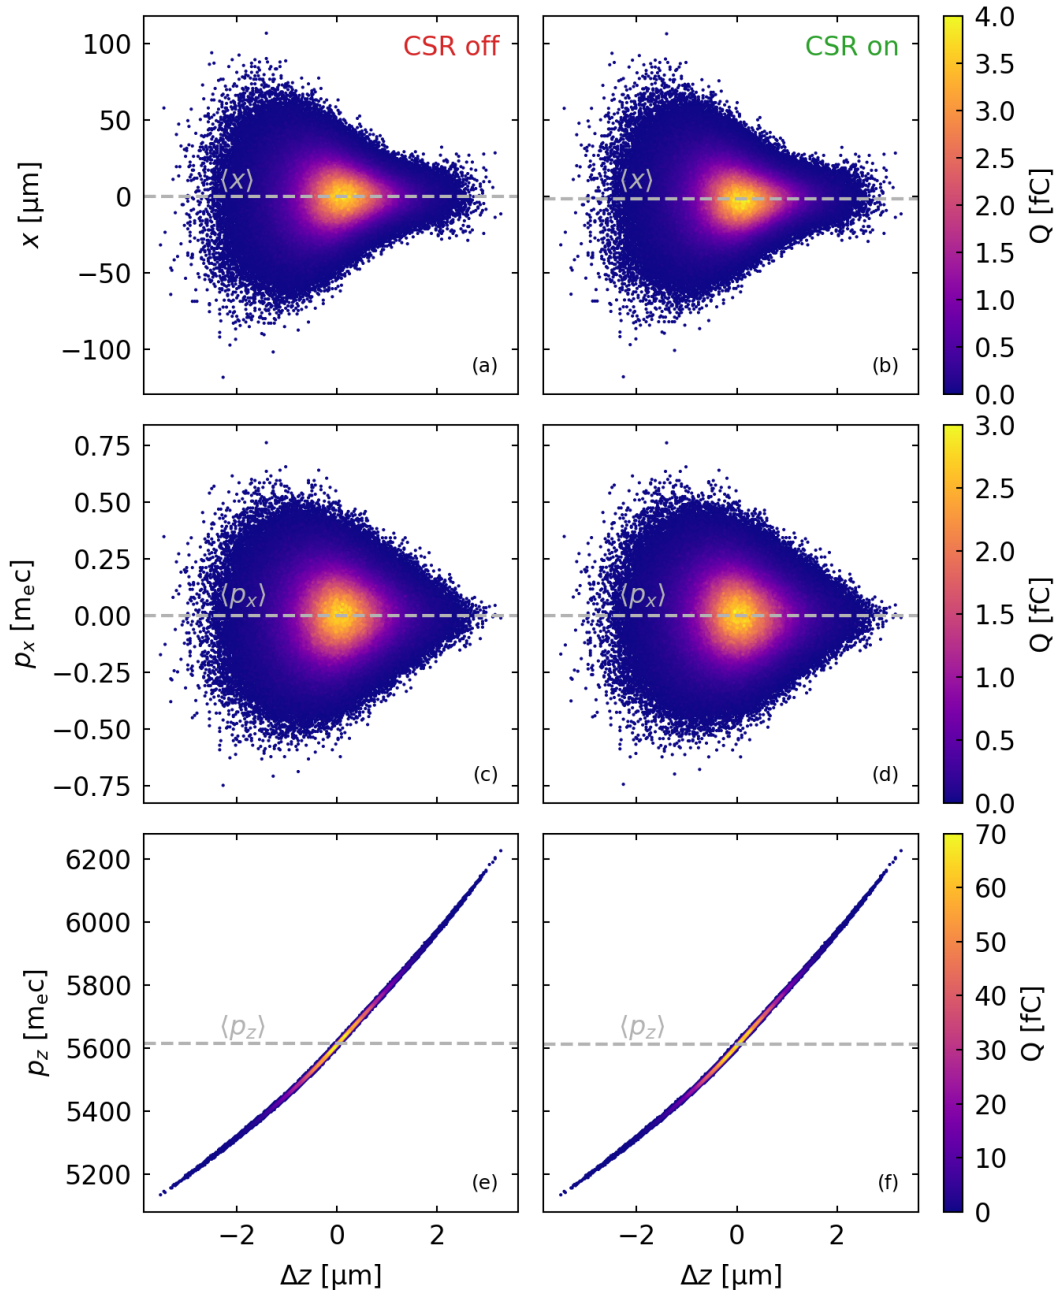 CSR off
CSR on
100
50
0
−50
−100
x [μm]
⟨x⟩
⟨x⟩
(a)
(b)
4.0
3.5
3.0
2.5
2.0
1.5
1.0
0.5
0.0
Q [fC]
0.75
0.50
0.25
0.00
−0.25
−0.50
−0.75
pₓ [mₑc]
⟨pₓ⟩
⟨pₓ⟩
(c)
(d)
3.0
2.5
2.0
1.5
1.0
0.5
0.0
Q [fC]
6200
6000
5800
5600
5400
5200
p_z [mₑc]
⟨p_z⟩
⟨p_z⟩
(e)
(f)
70
60
50
40
30
20
10
0
Q [fC]
−2 0 2
−2 0 2
Δz [μm]
Δz [μm]